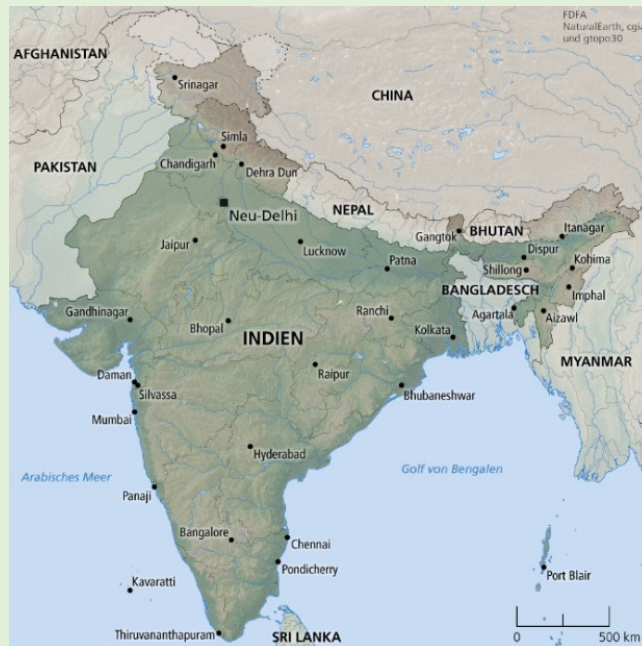 FDFA
NaturalEarth, cgia
und gtopo30
AFGHANISTAN
Srinagar
CHINA
Simla
Chandigarh
PAKISTAN
Dehra Dun
Neu-Delhi
NEPAL
BHUTAN
Itanagar
Gangtok
Jaipur
Lucknow
Dispur
Kohima
Patna
Shillong
BANGLADESCH
Imphal
Gandhinagar
Bhopal
INDIEN
Ranchi
Kolkata
Agartala
Aizawl
MYANMAR
Raipur
Daman
Silvassa
Bhubaneshwar
Mumbai
Hyderabad
Arabisches Meer
Golf von Bengalen
Panaji
Bangalore
Chennai
Pondicherry
Kavaratti
Port Blair
Thiruvananthapuram
SRI LANKA
0 500 km